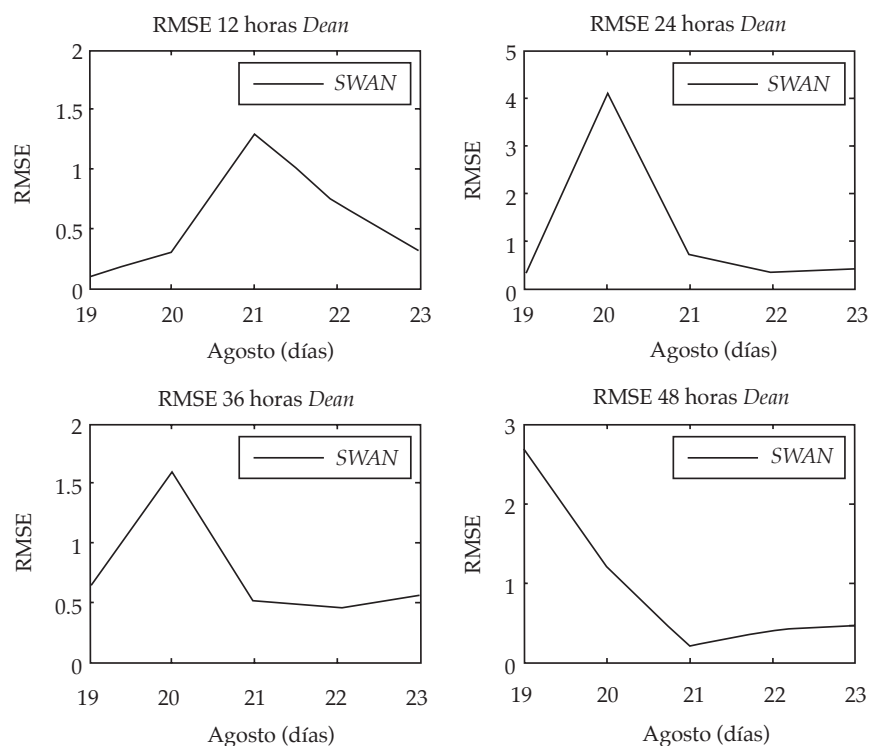 RMSE 12 horas Dean
2
1.5
1
0.5
0
RMSE
SWAN
19 20 21 22 23
Agosto (días)
RMSE 24 horas Dean
5
4
3
2
1
0
RMSE
SWAN
19 20 21 22 23
Agosto (días)
RMSE 36 horas Dean
2
1.5
1
0.5
0
RMSE
SWAN
19 20 21 22 23
Agosto (días)
RMSE 48 horas Dean
3
2
1
0
RMSE
SWAN
19 20 21 22 23
Agosto (días)